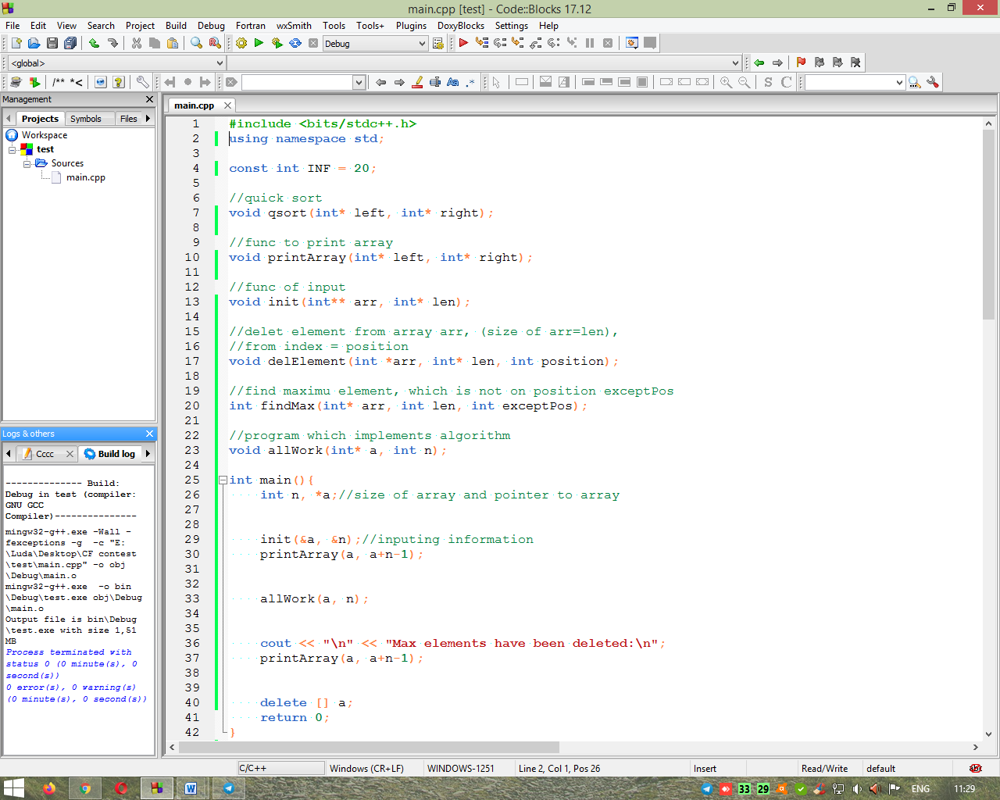 main.cpp [test] - Code::Blocks 17.12
File Edit View Search Project Build Debug Fortran wxSmith Tools Tools+ Plugins DoxyBlocks Settings Help
Debug
<global>
/** *<
Aa .*
S C
Management
main.cpp
Projects Symbols Files
Workspace
test
Sources
main.cpp
1 #include <bits/stdc++.h>
2 using namespace std;
3
4 const int INF = 20;
5
6 //quick sort
7 void qsort(int* left, int* right);
8
9 //func to print array
10 void printArray(int* left, int* right);
11
12 //func of input
13 void init(int** arr, int* len);
14
15 //delet element from array arr, (size of arr=len),
16 //from index = position
17 void delElement(int *arr, int* len, int position);
18
19 //find maximu element, which is not on position exceptPos
20 int findMax(int* arr, int len, int exceptPos);
21
22 //program which implements algorithm
23 void allWork(int* a, int n);
24
25 int main(){
26 int n, *a;//size of array and pointer to array
27
28
29 init(&a, &n);//inputing information
30 printArray(a, a+n-1);
31
32
33 allWork(a, n);
34
35
36 cout << "\n" << "Max elements have been deleted:\n";
37 printArray(a, a+n-1);
38
39
40 delete [] a;
41 return 0;
42 }
Logs & others
Cccc Build log
-------------- Build:
Debug in test (compiler:
GNU GCC
Compiler)---------------
mingw32-g++.exe -Wall -
fexceptions -g -c "E:
\Luda\Desktop\CF contest
\test\main.cpp" -o obj
\Debug\main.o
mingw32-g++.exe -o bin
\Debug\test.exe obj\Debug
\main.o
Output file is bin\Debug
\test.exe with size 1,51
MB
Process terminated with
status 0 (0 minute(s), 0
second(s))
0 error(s), 0 warning(s)
(0 minute(s), 0 second(s))
C/C++ Windows (CR+LF) WINDOWS-1251 Line 2, Col 1, Pos 26 Insert Read/Write default
33 29 ENG 11:29